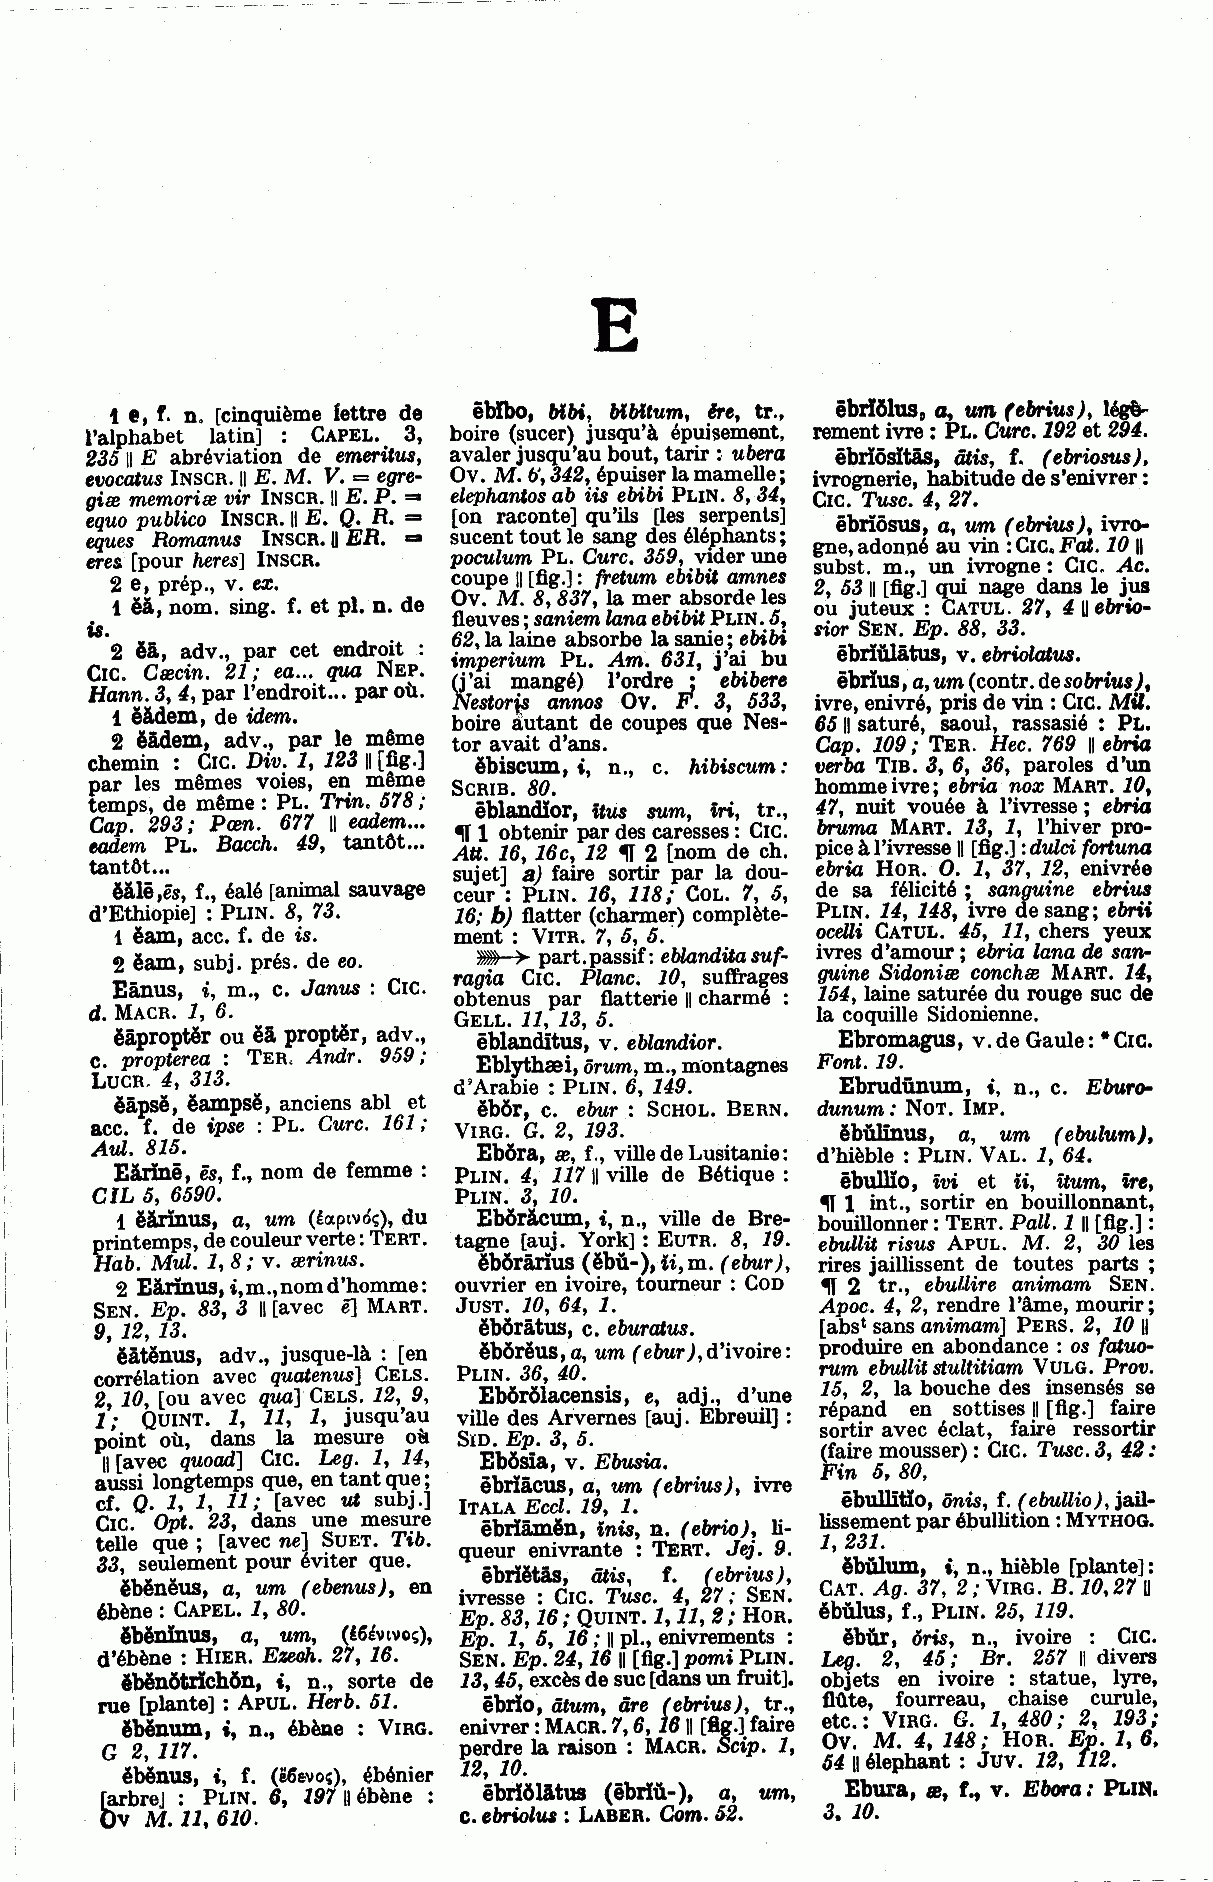 E
1 e, f. n. [cinquième lettre de
l'alphabet latin] : CAPEL. 3,
235 || E abréviation de emeritus,
evocatus INSCR. || E. M. V. = egre-
giæ memoriæ vir INSCR. || E. P. =
equo publico INSCR. || E. Q. R. =
eques Romanus INSCR. || ER. =
eres [pour heres] INSCR.
2 e, prép., v. ex.
1 ĕă, nom. sing. f. et pl. n. de
is.
2 ĕā, adv., par cet endroit :
CIC. Cæcin. 21; ea... qua NEP.
Hann. 3, 4, par l'endroit... par où.
1 ĕădem, de idem.
2 ĕādem, adv., par le même
chemin : CIC. Div. 1, 123 || [fig.]
par les mêmes voies, en même
temps, de même : PL. Trin. 578;
Cap. 293; Pœn. 677 || eadem...
eadem PL. Bacch. 49, tantôt...
tantôt...
ĕălē, ēs, f., éalé [animal sauvage
d'Ethiopie] : PLIN. 8, 73.
1 ĕam, acc. f. de is.
2 ĕam, subj. prés. de eo.
Eānus, i, m., c. Janus : CIC.
d. MACR. 1, 6.
ĕāproptĕr ou ĕā proptĕr, adv.,
c. propterea : TER. Andr. 959;
LUCR. 4, 313.
ĕāpsĕ, ĕampsĕ, anciens abl et
acc. f. de ipse : PL. Curc. 161;
Aul. 815.
Eărĭnē, ēs, f., nom de femme :
CIL 5, 6590.
1 ĕărĭnus, a, um (ἐαρινός), du
printemps, de couleur verte : TERT.
Hab. Mul. 1, 8; v. ærinus.
2 Eărĭnus, i, m., nom d'homme :
SEN. Ep. 83, 3 || [avec ē] MART.
9, 12, 13.
ĕātĕnus, adv., jusque-là : [en
corrélation avec quatenus] CELS.
2, 10, [ou avec qua] CELS. 12, 9,
1; QUINT. 1, 11, 1, jusqu'au
point où, dans la mesure où
|| [avec quoad] CIC. Leg. 1, 14,
aussi longtemps que, en tant que;
cf. Q. 1, 1, 11; [avec ut subj.]
CIC. Opt. 23, dans une mesure
telle que; [avec ne] SUET. Tib.
33, seulement pour éviter que.
ĕbĕnĕus, a, um (ebenus), en
ébène : CAPEL. 1, 80.
ĕbĕnĭnus, a, um, (ἐϐένινος),
d'ébène : HIER. Ezech. 27, 16.
ĕbĕnŏtrĭchŏn, i, n., sorte de
rue [plante] : APUL. Herb. 51.
ĕbĕnum, i, n., ébène : VIRG.
G 2, 117.
ĕbĕnus, i, f. (ἔϐενος), ébénier
[arbre] : PLIN. 6, 197 || ébène :
OV M. 11, 610.
ēbĭbo, bĭbi, bĭbĭtum, ĕre, tr.,
boire (sucer) jusqu'à épuisement,
avaler jusqu'au bout, tarir : ubera
OV. M. 6, 342, épuiser la mamelle;
elephantos ab iis ebibi PLIN. 8, 34,
[on raconte] qu'ils [les serpents]
sucent tout le sang des éléphants;
poculum PL. Curc. 359, vider une
coupe || [fig.] : fretum ebibit amnes
OV. M. 8, 837, la mer absorde les
fleuves; saniem lana ebibit PLIN. 5,
62, la laine absorbe la sanie; ebibi
imperium PL. Am. 631, j'ai bu
(j'ai mangé) l'ordre; ebibere
Nestoris annos OV. F. 3, 533,
boire autant de coupes que Nes-
tor avait d'ans.
ĕbiscum, i, n., c. hibiscum :
SCRIB. 80.
ēblandĭor, ītus sum, īri, tr.,
¶ 1 obtenir par des caresses : CIC.
Att. 16, 16c, 12 ¶ 2 [nom de ch.
sujet] a) faire sortir par la dou-
ceur : PLIN. 16, 118; COL. 7, 5,
16; b) flatter (charmer) complète-
ment : VITR. 7, 5, 5.
»»→ part. passif : eblandita suf-
ragia CIC. Planc. 10, suffrages
obtenus par flatterie || charmé :
GELL. 11, 13, 5.
ēblandītus, v. eblandior.
Eblythæi, ōrum, m., montagnes
d'Arabie : PLIN. 6, 149.
ĕbŏr, c. ebur : SCHOL. BERN.
VIRG. G. 2, 193.
Ebŏra, æ, f., ville de Lusitanie :
PLIN. 4, 117 || ville de Bétique :
PLIN. 3, 10.
Ebŏrăcum, i, n., ville de Bre-
tagne [auj. York] : EUTR. 8, 19.
ĕbŏrārĭus (ĕbŭ-), ĭi, m. (ebur),
ouvrier en ivoire, tourneur : COD
JUST. 10, 64, 1.
ĕbŏrātus, c. eburatus.
ĕbŏrĕus, a, um (ebur), d'ivoire :
PLIN. 36, 40.
Ebŏrŏlacensis, e, adj., d'une
ville des Arvernes [auj. Ebreuil] :
SID. Ep. 3, 5.
Ebŏsĭa, v. Ebusia.
ēbrĭācus, a, um (ebrius), ivre
ITALA Eccl. 19, 1.
ēbrĭāmĕn, inis, n. (ebrio), li-
queur enivrante : TERT. Jej. 9.
ēbrĭĕtās, ātis, f. (ebrius),
ivresse : CIC. Tusc. 4, 27; SEN.
Ep. 83, 16; QUINT. 1, 11, 2; HOR.
Ep. 1, 5, 16; || pl., enivrements :
SEN. Ep. 24, 16 || [fig.] pomi PLIN.
13, 45, excès de suc [dans un fruit].
ēbrĭo, ātum, āre (ebrius), tr.,
enivrer : MACR. 7, 6, 16 || [fig.] faire
perdre la raison : MACR. Scip. 1,
12, 10.
ēbrĭŏlātus (ēbrĭŭ-), a, um,
c. ebriolus : LABER. Com. 52.
ēbrĭŏlus, a, um (ebrius), légè-
rement ivre : PL. Curc. 192 et 294.
ēbrĭōsĭtās, ātis, f. (ebriosus),
ivrognerie, habitude de s'enivrer :
CIC. Tusc. 4, 27.
ēbrĭōsus, a, um (ebrius), ivro-
gne, adonné au vin : CIC. Fat. 10 ||
subst. m., un ivrogne : CIC. Ac.
2, 53 || [fig.] qui nage dans le jus
ou juteux : CATUL. 27, 4 || ebrio-
sior SEN. Ep. 88, 33.
ēbrĭŭlātus, v. ebriolatus.
ēbrĭus, a, um (contr. de sobrius),
ivre, enivré, pris de vin : CIC. Mil.
65 || saturé, saoul, rassasié : PL.
Cap. 109; TER. Hec. 769 || ebria
verba TIB. 3, 6, 36, paroles d'un
homme ivre; ebria nox MART. 10,
47, nuit vouée à l'ivresse; ebria
bruma MART. 13, 1, l'hiver pro-
pice à l'ivresse || [fig.] : dulci fortuna
ebria HOR. O. 1, 37, 12, enivrée
de sa félicité; sanguine ebrius
PLIN. 14, 148, ivre de sang; ebrii
ocelli CATUL. 45, 11, chers yeux
ivres d'amour; ebria lana de san-
guine Sidoniæ conchæ MART. 14,
154, laine saturée du rouge suc de
la coquille Sidonienne.
Ebromagus, v. de Gaule : *CIC.
Font. 19.
Ebrudūnum, i, n., c. Eburo-
dunum : NOT. IMP.
ĕbŭlĭnus, a, um (ebulum),
d'hièble : PLIN. VAL. 1, 64.
ēbullĭo, īvi et ĭi, ītum, īre,
¶ 1 int., sortir en bouillonnant,
bouillonner : TERT. Pall. 1 || [fig.] :
ebullit risus APUL. M. 2, 30 les
rires jaillissent de toutes parts;
¶ 2 tr., ebullire animam SEN.
Apoc. 4, 2, rendre l'âme, mourir;
[absᵗ sans animam] PERS. 2, 10 ||
produire en abondance : os fatuo-
rum ebullit stultitiam VULG. Prov.
15, 2, la bouche des insensés se
répand en sottises || [fig.] faire
sortir avec éclat, faire ressortir
(faire mousser) : CIC. Tusc. 3, 42 :
Fin 5, 80,
ēbullītĭo, ōnis, f. (ebullio), jail-
lissement par ébullition : MYTHOG.
1, 231.
ĕbŭlum, i, n., hièble [plante] :
CAT. Ag. 37, 2; VIRG. B. 10, 27 ||
ĕbŭlus, f., PLIN. 25, 119.
ĕbŭr, ŏris, n., ivoire : CIC.
Leg. 2, 45; Br. 257 || divers
objets en ivoire : statue, lyre,
flûte, fourreau, chaise curule,
etc. : VIRG. G. 1, 480; 2, 193;
OV. M. 4, 148; HOR. Ep. 1, 6,
54 || élephant : JUV. 12, 112.
Ebura, æ, f., v. Ebora : PLIN.
3, 10.